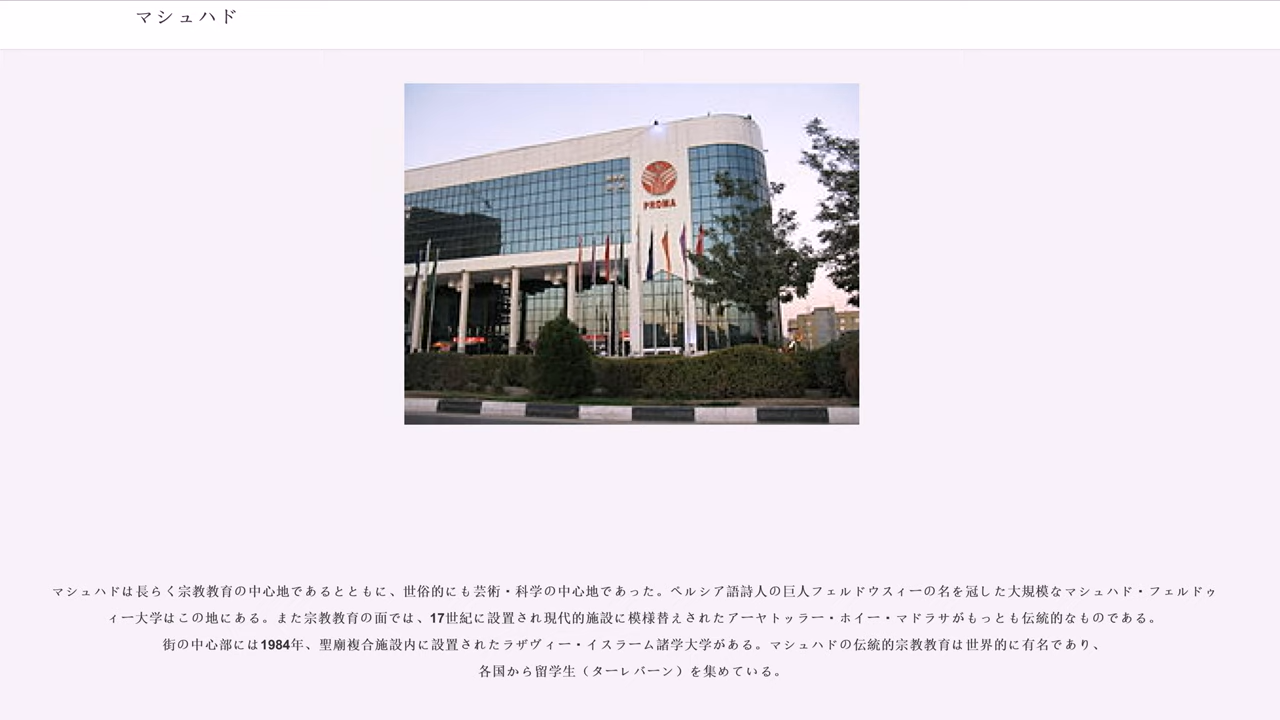 マシュハド
PROMA
マシュハドは長らく宗教教育の中心地であるとともに、世俗的にも芸術・科学の中心地であった。ペルシア語詩人の巨人フェルドウスィーの名を冠した大規模なマシュハド・フェルドゥ
ィー大学はこの地にある。また宗教教育の面では、17世紀に設置され現代的施設に模様替えされたアーヤトッラー・ホイー・マドラサがもっとも伝統的なものである。
街の中心部には1984年、聖廟複合施設内に設置されたラザヴィー・イスラーム諸学大学がある。マシュハドの伝統的宗教教育は世界的に有名であり、
各国から留学生（ターレバーン）を集めている。